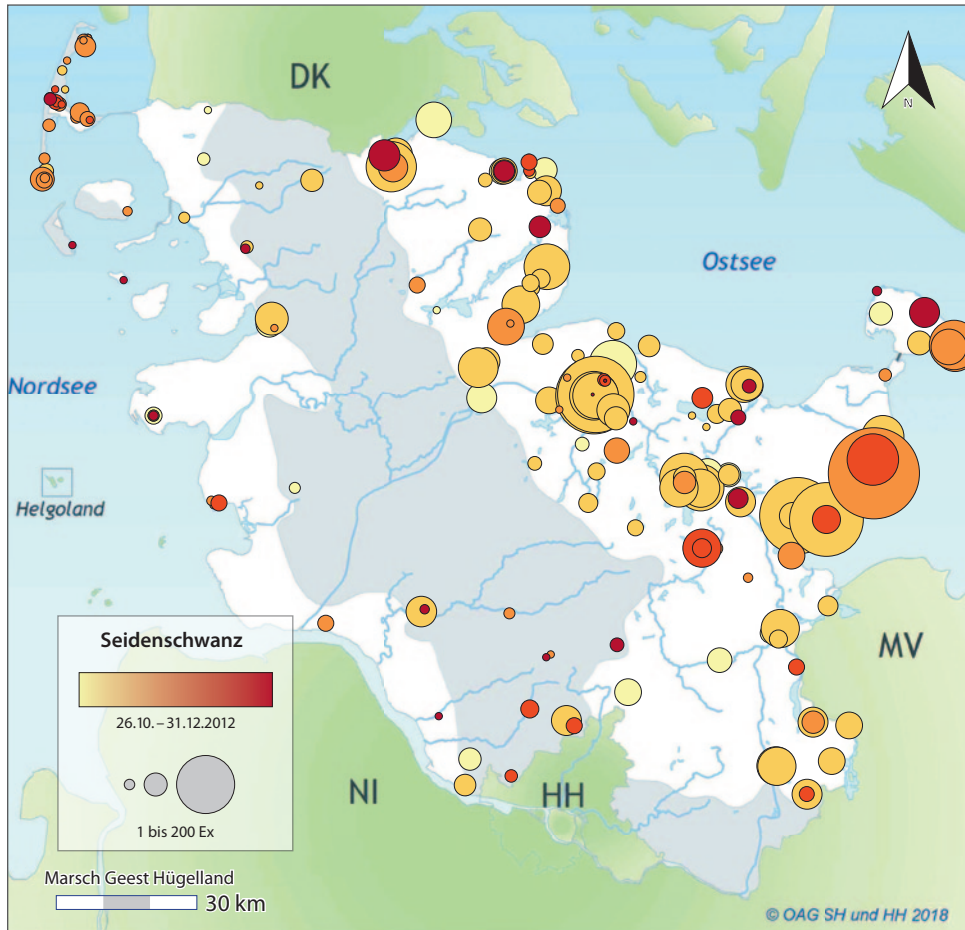 DK
N
Ostsee
Nordsee
Helgoland
MV
Seidenschwanz
26.10. – 31.12.2012
1 bis 200 Ex
NI
HH
Marsch Geest Hügelland
30 km
© OAG SH und HH 2018